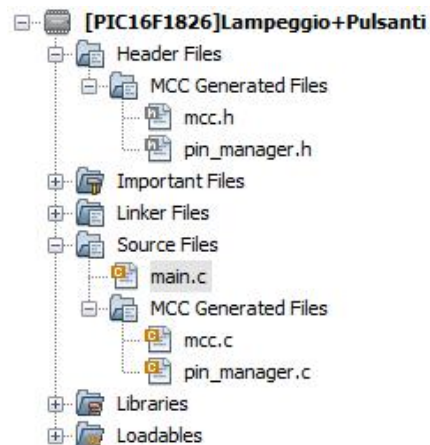 [PIC16F1826]Lampeggio+Pulsanti
Header Files
MCC Generated Files
mcc.h
pin_manager.h
Important Files
Linker Files
Source Files
main.c
MCC Generated Files
mcc.c
pin_manager.c
Libraries
Loadables